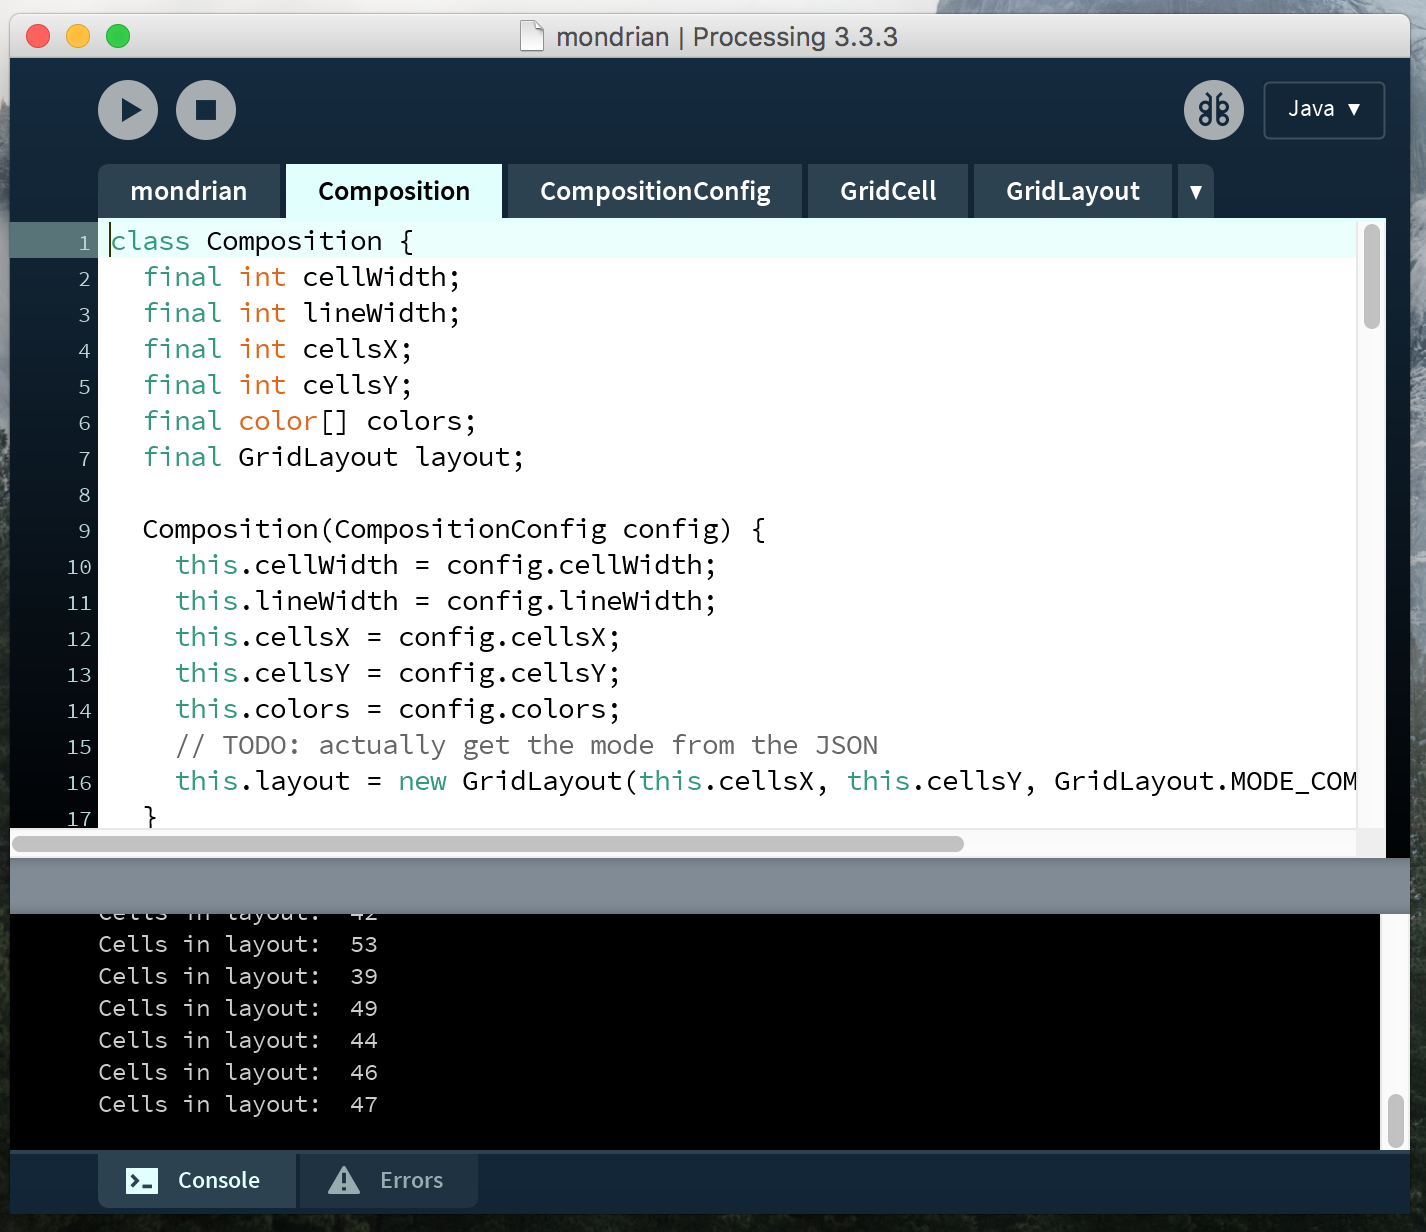 mondrian | Processing 3.3.3
Java ▼
mondrian Composition CompositionConfig GridCell GridLayout ▼
1 class Composition {
2 final int cellWidth;
3 final int lineWidth;
4 final int cellsX;
5 final int cellsY;
6 final color[] colors;
7 final GridLayout layout;
8
9 Composition(CompositionConfig config) {
10 this.cellWidth = config.cellWidth;
11 this.lineWidth = config.lineWidth;
12 this.cellsX = config.cellsX;
13 this.cellsY = config.cellsY;
14 this.colors = config.colors;
15 // TODO: actually get the mode from the JSON
16 this.layout = new GridLayout(this.cellsX, this.cellsY, GridLayout.MODE_COM
17 }
Cells in layout: 42
Cells in layout: 53
Cells in layout: 39
Cells in layout: 49
Cells in layout: 44
Cells in layout: 46
Cells in layout: 47
Console Errors